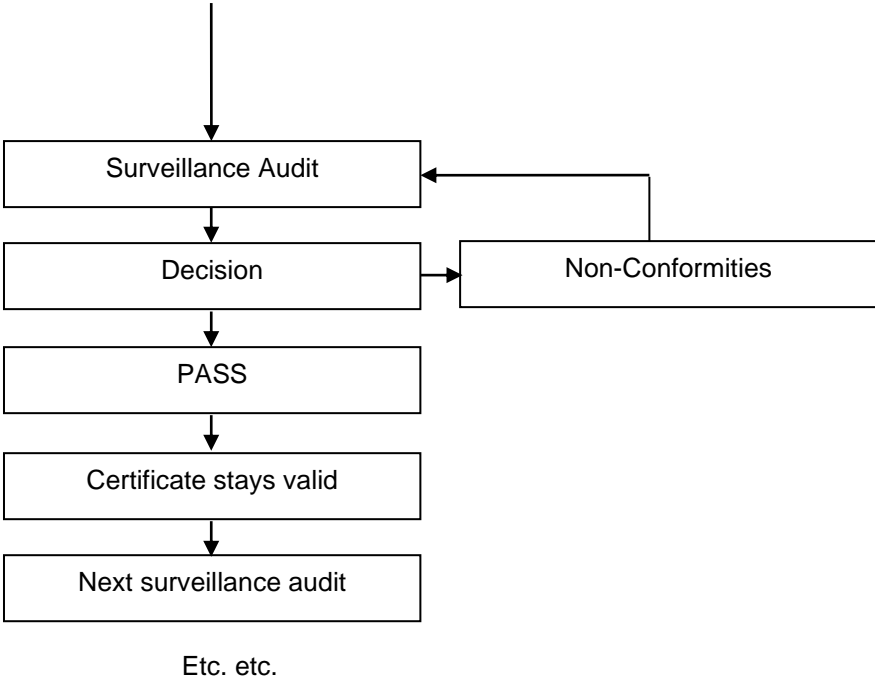 Surveillance Audit
Decision
Non-Conformities
PASS
Certificate stays valid
Next surveillance audit
Etc. etc.